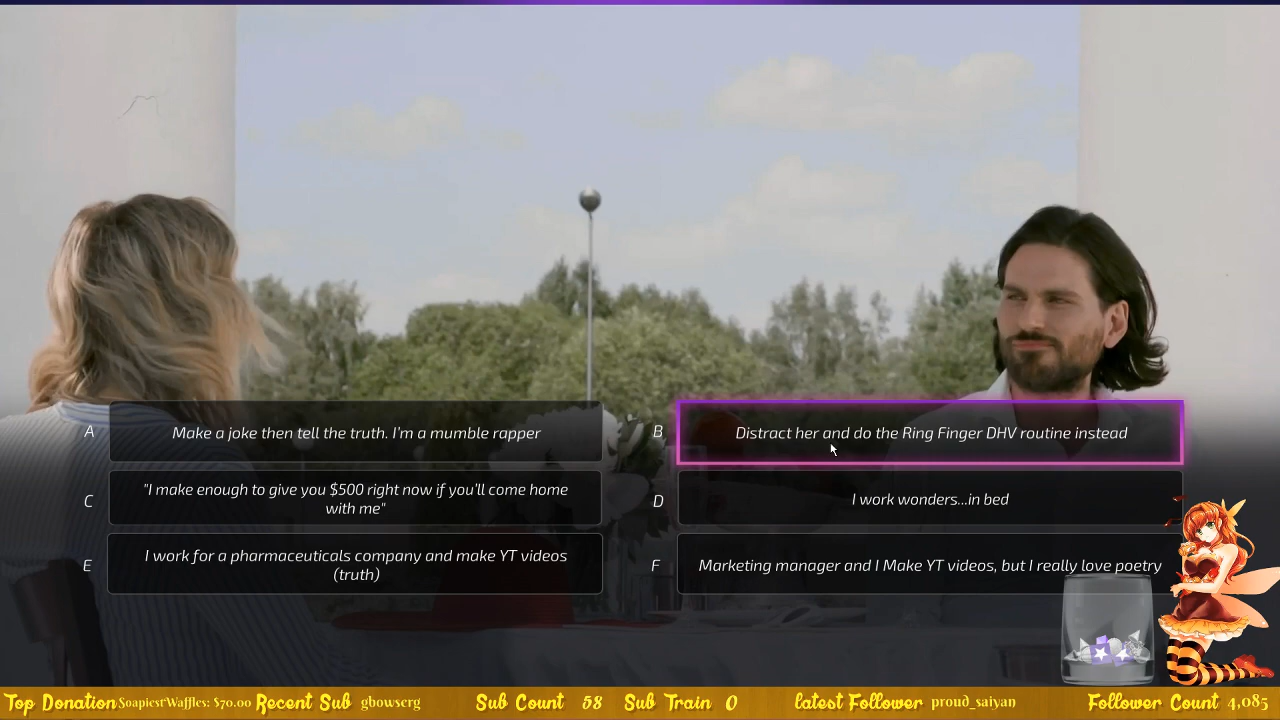 A
Make a joke then tell the truth. I'm a mumble rapper
B
Distract her and do the Ring Finger DHV routine instead
C
"I make enough to give you $500 right now if you'll come home
with me"
D
I work wonders...in bed
E
I work for a pharmaceuticals company and make YT videos
(truth)
F
Marketing manager and I Make YT videos, but I really love poetry
Top Donation SoapiestWaffles: $70.00 Recent Sub gbowserg Sub Count 58 Sub Train 0 latest Follower proud_saiyan Follower Count 4,085